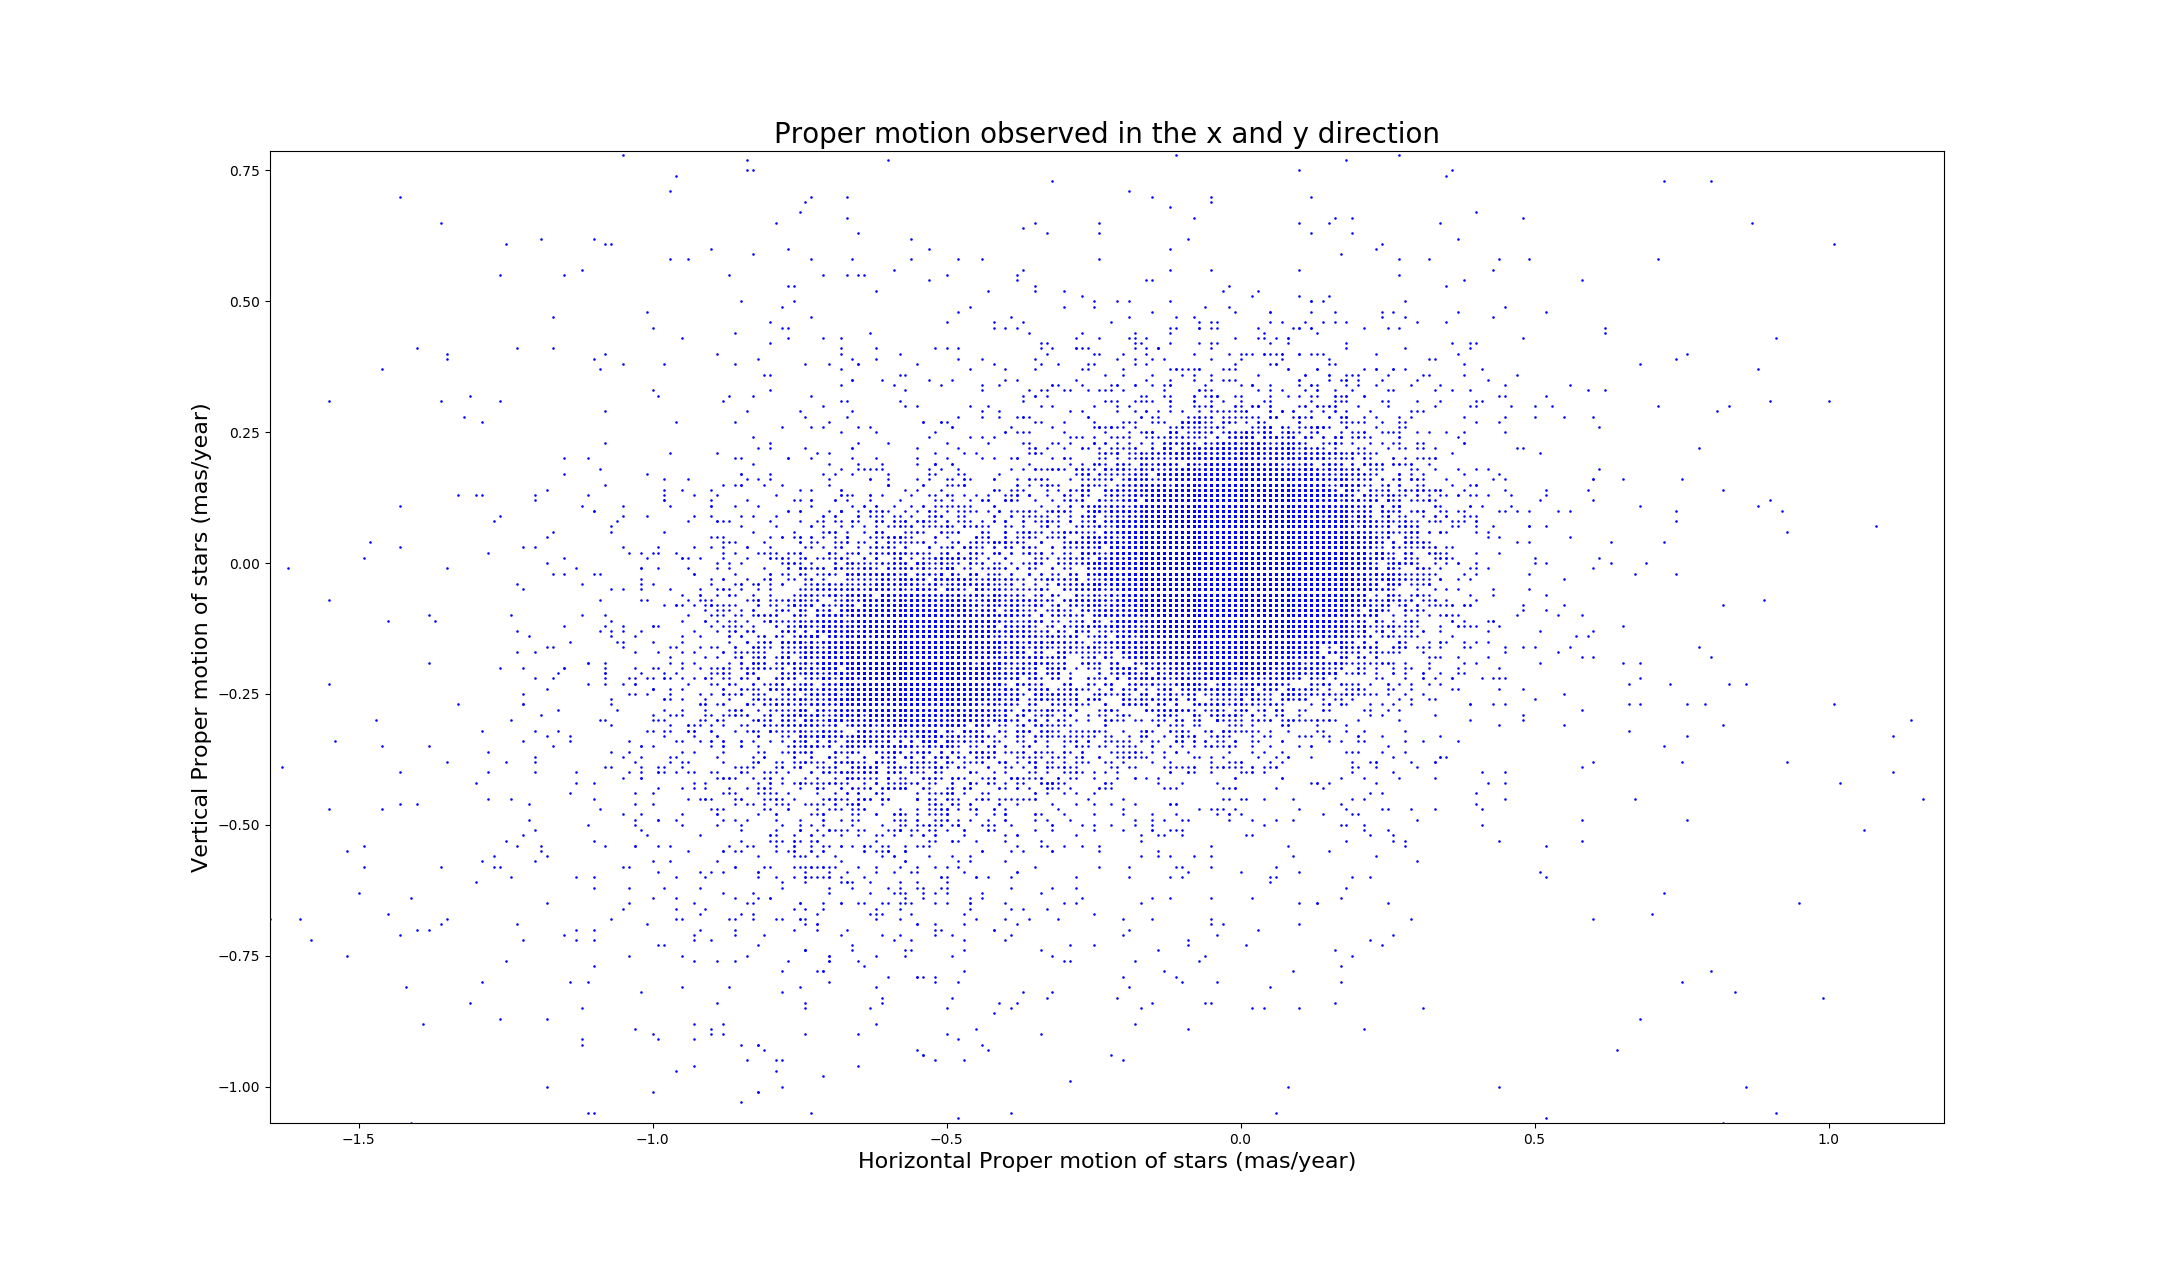 Proper motion observed in the x and y direction
Vertical Proper motion of stars (mas/year)
0.75
0.50
0.25
0.00
−0.25
−0.50
−0.75
−1.00
−1.5 −1.0 −0.5 0.0 0.5 1.0
Horizontal Proper motion of stars (mas/year)